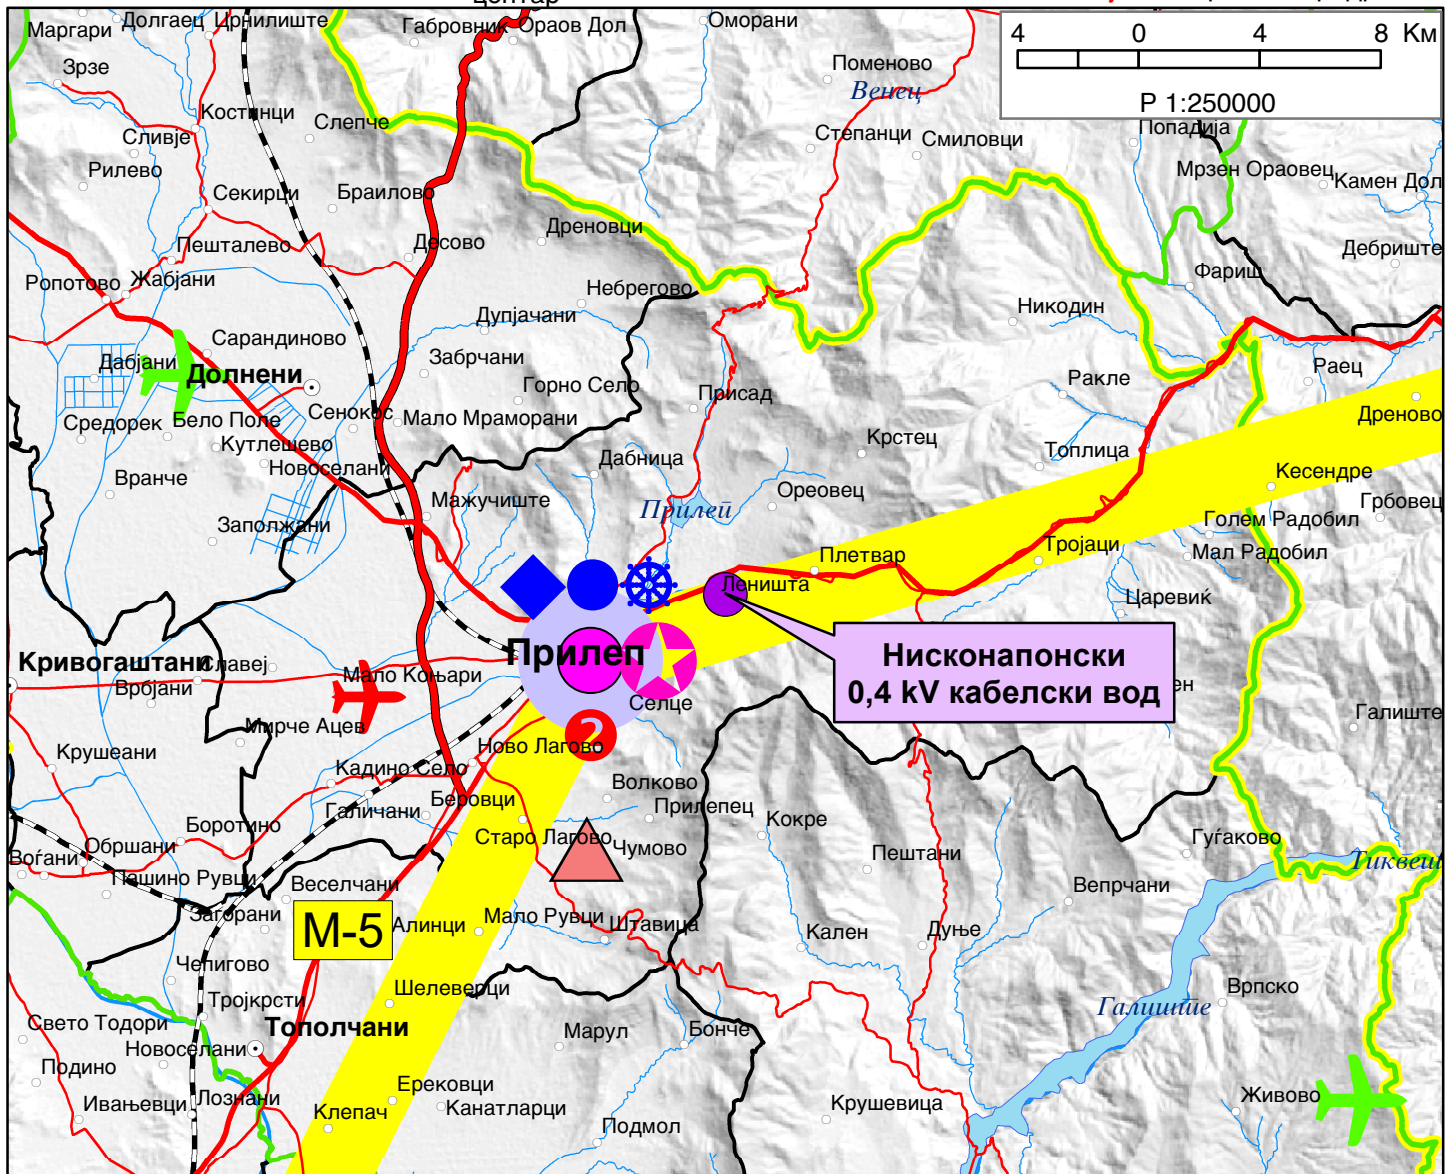 центар
Маргари
Долгаец
Црнилиште
Габровник
Ораов Дол
Оморани
4 0 4 8 Км
Р 1:250000
Зрзе
Поменово
Венец
Костинци
Слепче
Сливје
Степанци
Смиловци
Попадија
Рилево
Секирци
Браилово
Мрзен Ораовец
Камен Дол
Пешталево
Десово
Дреновци
Дебриште
Ропотово
Жабјани
Небрегово
Фариш
Никодин
Дупјачани
Сарандиново
Дабјани
Долнени
Забрчани
Горно Село
Присад
Ракле
Раец
Средорек
Бело Поле
Сенокос
Мало Мраморани
Дреново
Кутлешево
Крстец
Топлица
Новоселани
Дабница
Вранче
Кесендре
Мажучиште
Прилеп
Ореовец
Грбовец
Заполжани
Голем Радобил
Тројаци
Мал Радобил
Плетвар
Лeништа
Царевиќ
Прилеп
Нисконапонски
0,4 kV кабелски вод
Кривогаштани
Славеј
Мало Коњари
Врбјани
ен
Селце
Мирче Ацев
Галиште
Крушеани
Ново Лагово
Кадино Село
Волково
Беровци
Галичани
Прилепец
Боротино
Старо Лагово
Чумово
Кокре
Гуѓаково
Воѓани
Обршани
Пештани
Тиквеш
Пашино Рувци
Веселчани
Вепрчани
Загорани
М-5
Алинци
Мало Рувци
Штавица
Кален
Дуње
Чепигово
Шелеверци
Врпско
Тројкрсти
Галиште
Свето Тодори
Тополчани
Марул
Бонче
Новоселани
Подино
Ерековци
Живово
Ивањевци
Лознани
Клепач
Канатларци
Крушевица
Подмол